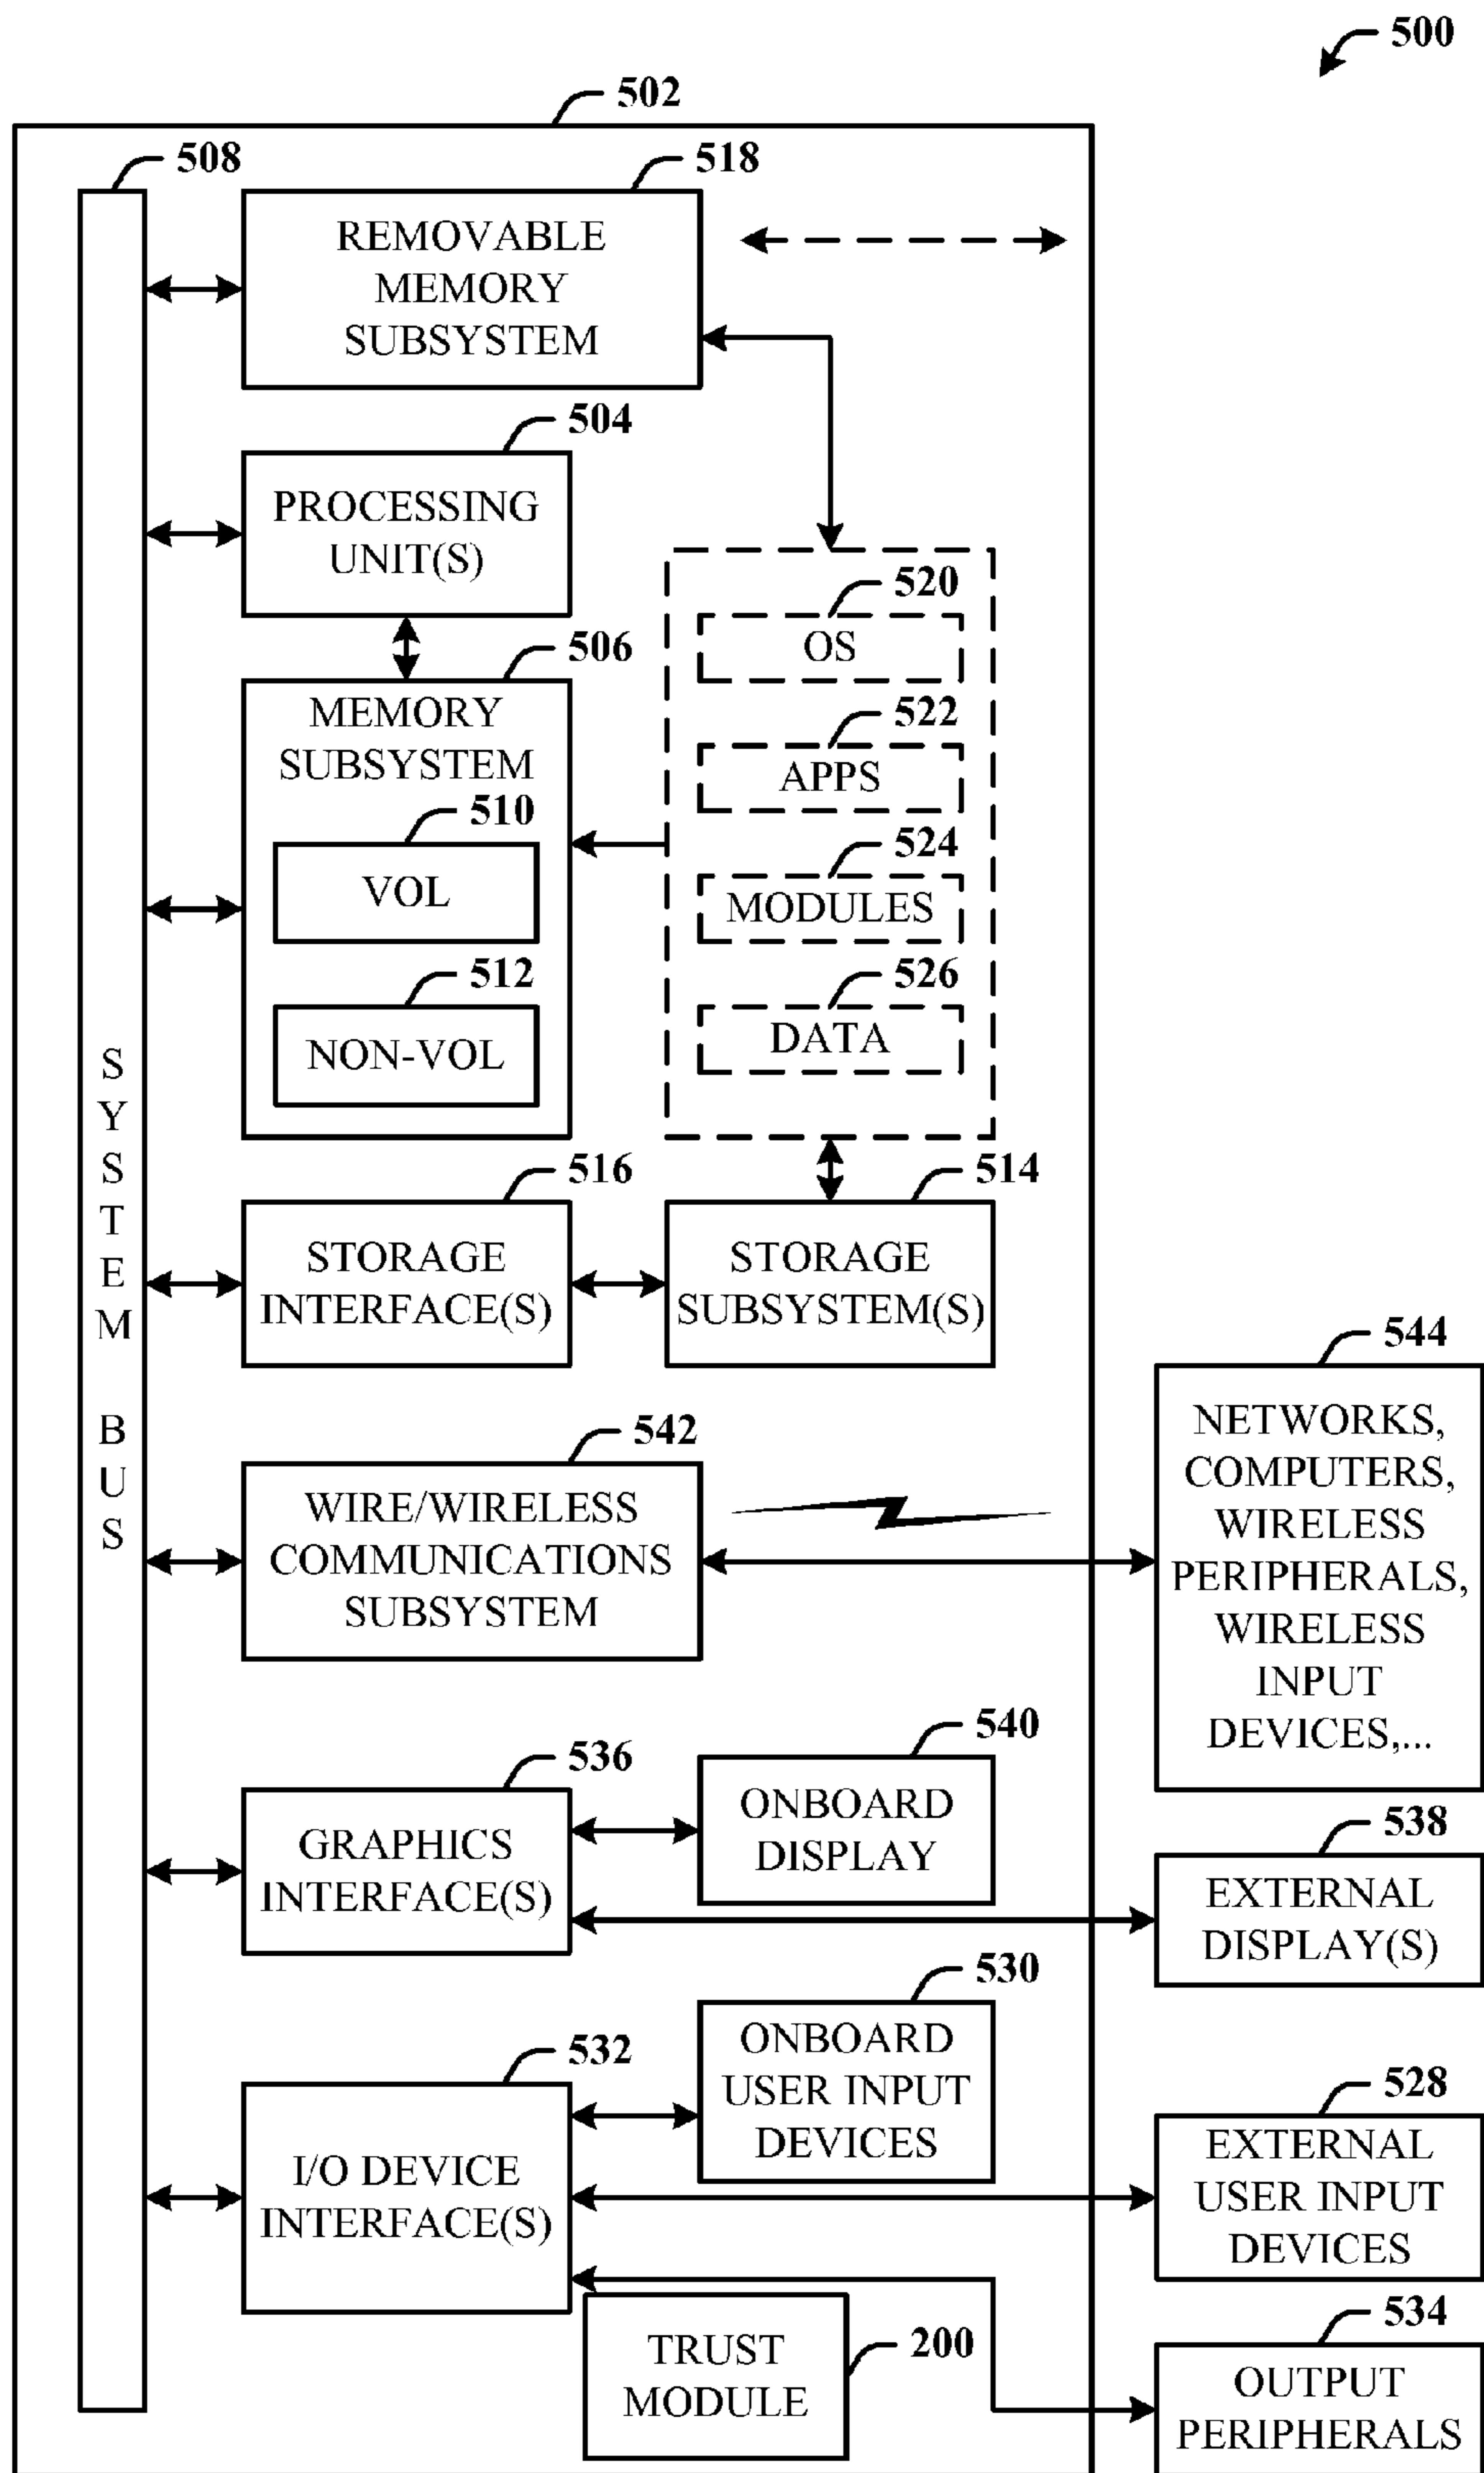 500
502
508
518
REMOVABLE
MEMORY
SUBSYSTEM
504
PROCESSING
UNIT(S)
506
MEMORY
SUBSYSTEM
510
VOL
512
NON-VOL
520
OS
522
APPS
524
MODULES
526
DATA
SYSTEM BUS
516
STORAGE
INTERFACE(S)
514
STORAGE
SUBSYSTEM(S)
542
WIRE/WIRELESS
COMMUNICATIONS
SUBSYSTEM
544
NETWORKS,
COMPUTERS,
WIRELESS
PERIPHERALS,
WIRELESS
INPUT
DEVICES,...
536
GRAPHICS
INTERFACE(S)
540
ONBOARD
DISPLAY
538
EXTERNAL
DISPLAY(S)
532
I/O DEVICE
INTERFACE(S)
530
ONBOARD
USER INPUT
DEVICES
528
EXTERNAL
USER INPUT
DEVICES
200
TRUST
MODULE
534
OUTPUT
PERIPHERALS